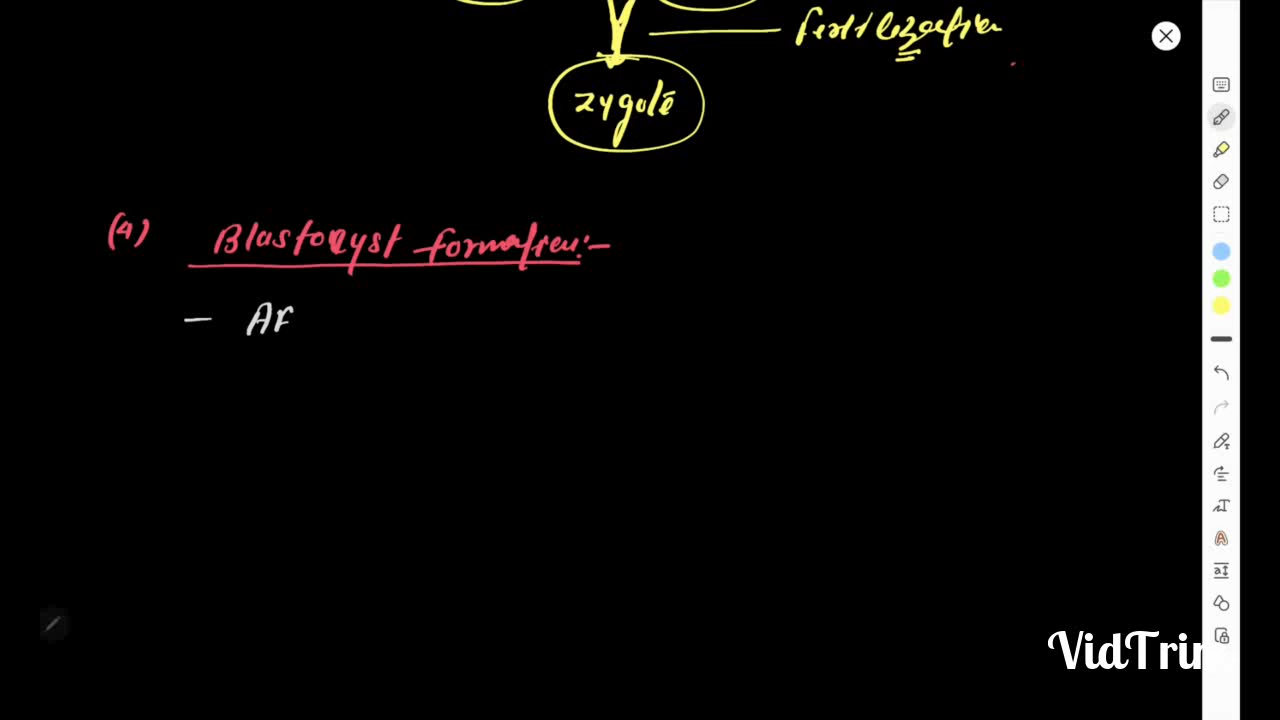 Fertilization
zygote
(4) Blastocyst formation:-
- AF
VidTri